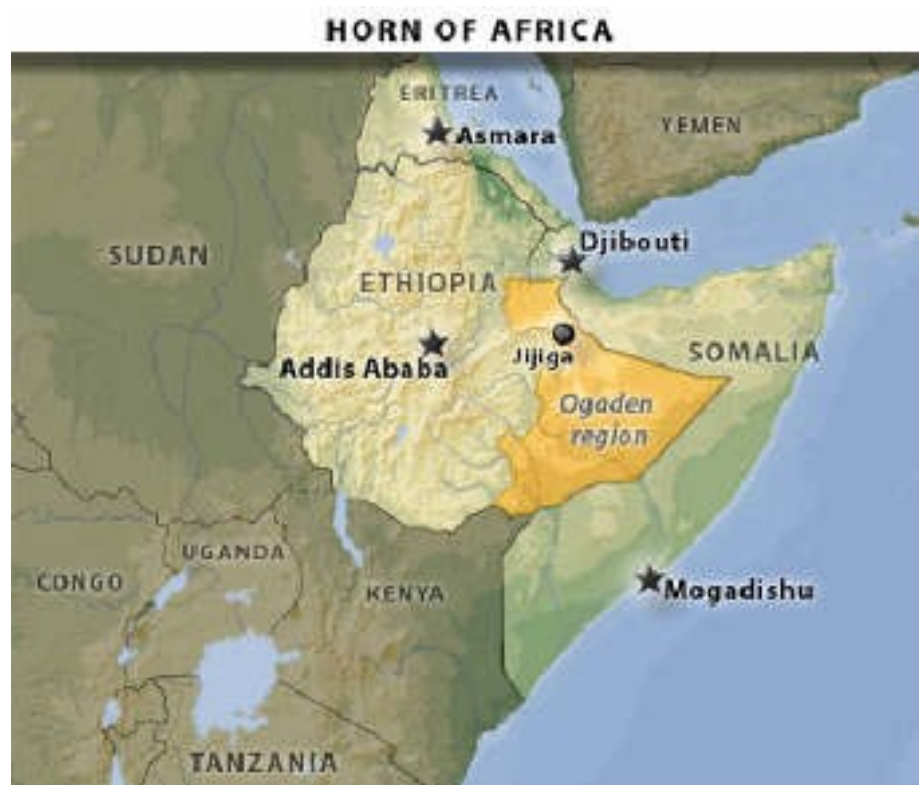 HORN OF AFRICA
ERITREA
Asmara
YEMEN
SUDAN
Djibouti
ETHIOPIA
Addis Ababa
Jijiga
SOMALIA
Ogaden
region
UGANDA
CONGO
KENYA
Mogadishu
TANZANIA